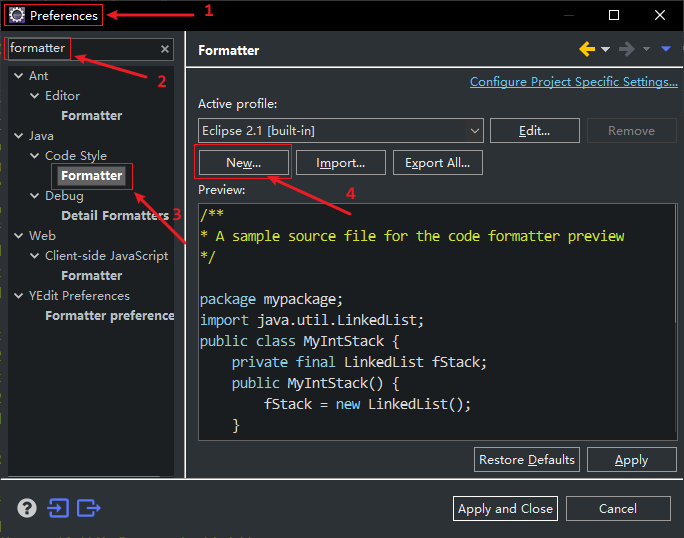 Preferences
1
formatter
2
Ant
Editor
Formatter
Java
Code Style
Formatter
3
Debug
Detail Formatters
Web
Client-side JavaScript
Formatter
YEdit Preferences
Formatter preference
Formatter
Configure Project Specific Settings...
Active profile:
Eclipse 2.1 [built-in]
Edit...
Remove
New...
Import...
Export All...
4
Preview:
/**
* A sample source file for the code formatter preview
*/
package mypackage;
import java.util.LinkedList;
public class MyIntStack {
private final LinkedList fStack;
public MyIntStack() {
fStack = new LinkedList();
}
Restore Defaults
Apply
?
Apply and Close
Cancel